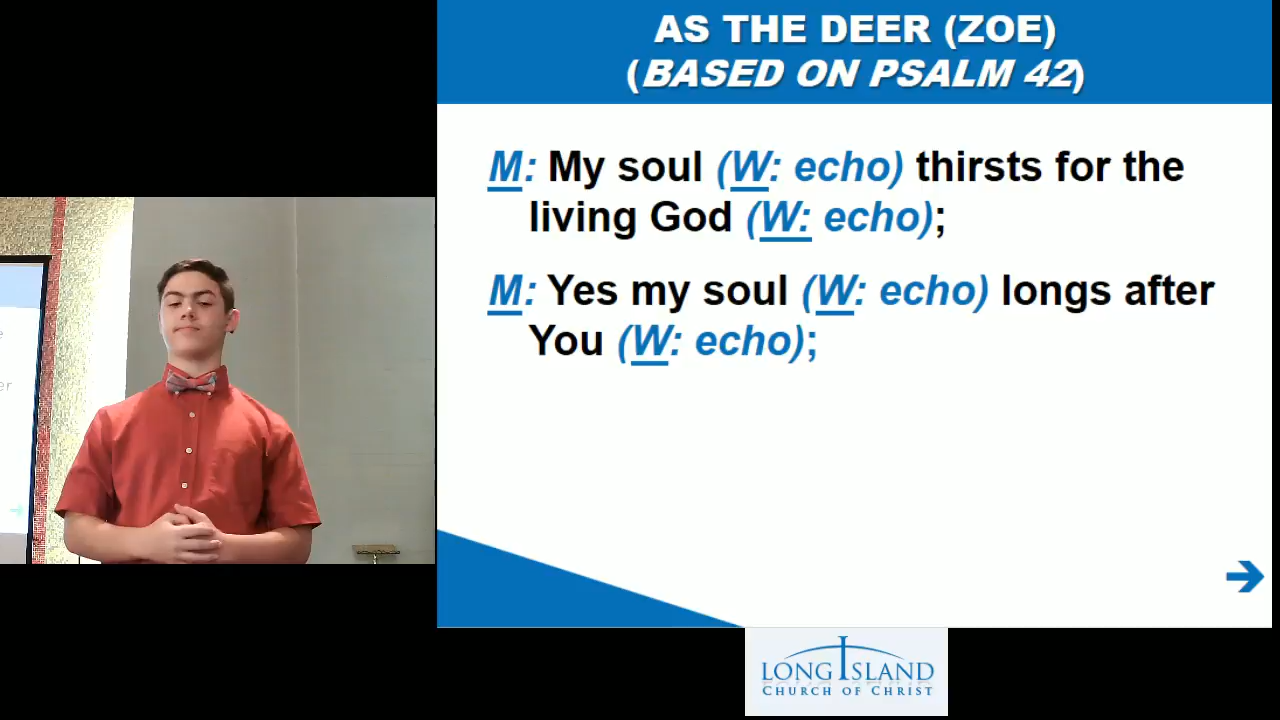 AS THE DEER (ZOE)
(BASED ON PSALM 42)
M: My soul (W: echo) thirsts for the
living God (W: echo);
M: Yes my soul (W: echo) longs after
You (W: echo);
er
LONG ISLAND
CHURCH OF CHRIST